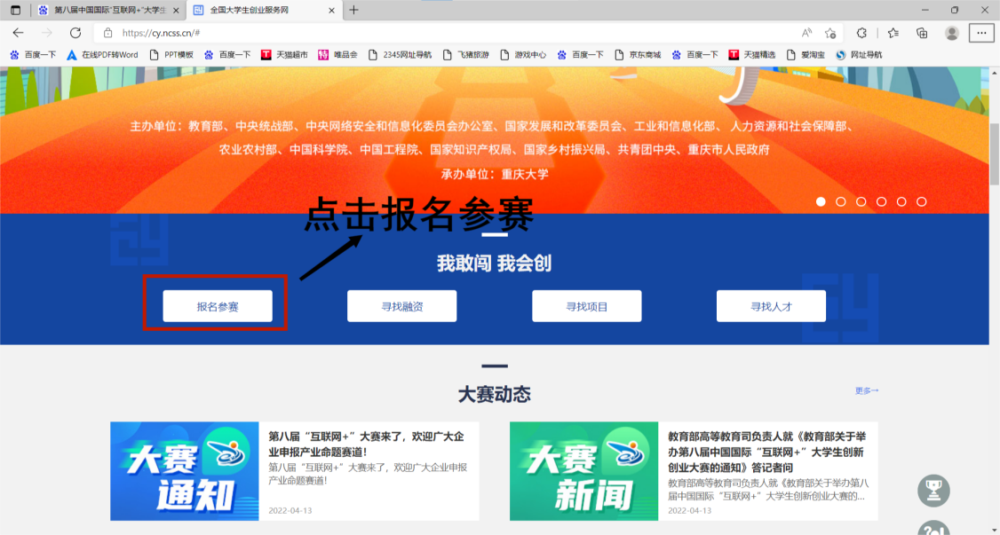 第八届中国国际"互联网+"大学生
全国大学生创业服务网
https://cy.ncss.cn/#
百度一下 在线PDF转Word PPT模板 百度一下 天猫超市 唯品会 2345网址导航 飞猪旅游 游戏中心 百度一下 京东商城 百度一下 天猫精选 爱淘宝 网址导航
主办单位：教育部、中央统战部、中央网络安全和信息化委员会办公室、国家发展和改革委员会、工业和信息化部、人力资源和社会保障部、
农业农村部、中国科学院、中国工程院、国家知识产权局、国家乡村振兴局、共青团中央、重庆市人民政府
承办单位：重庆大学
点击报名参赛
我敢闯 我会创
报名参赛 寻找融资 寻找项目 寻找人才
大赛动态
更多→
大赛
通知
第八届“互联网+”大赛来了，欢迎广大企
业申报产业命题赛道！
第八届“互联网+”大赛来了，欢迎广大企业申报
产业命题赛道！
2022-04-13
大赛
新闻
教育部高等教育司负责人就《教育部关于举
办第八届中国国际“互联网+”大学生创新
创业大赛的通知》答记者问
教育部高等教育司负责人就《教育部关于举办第八
届中国国际“互联网+”大学生创新创业大赛的...
2022-04-13